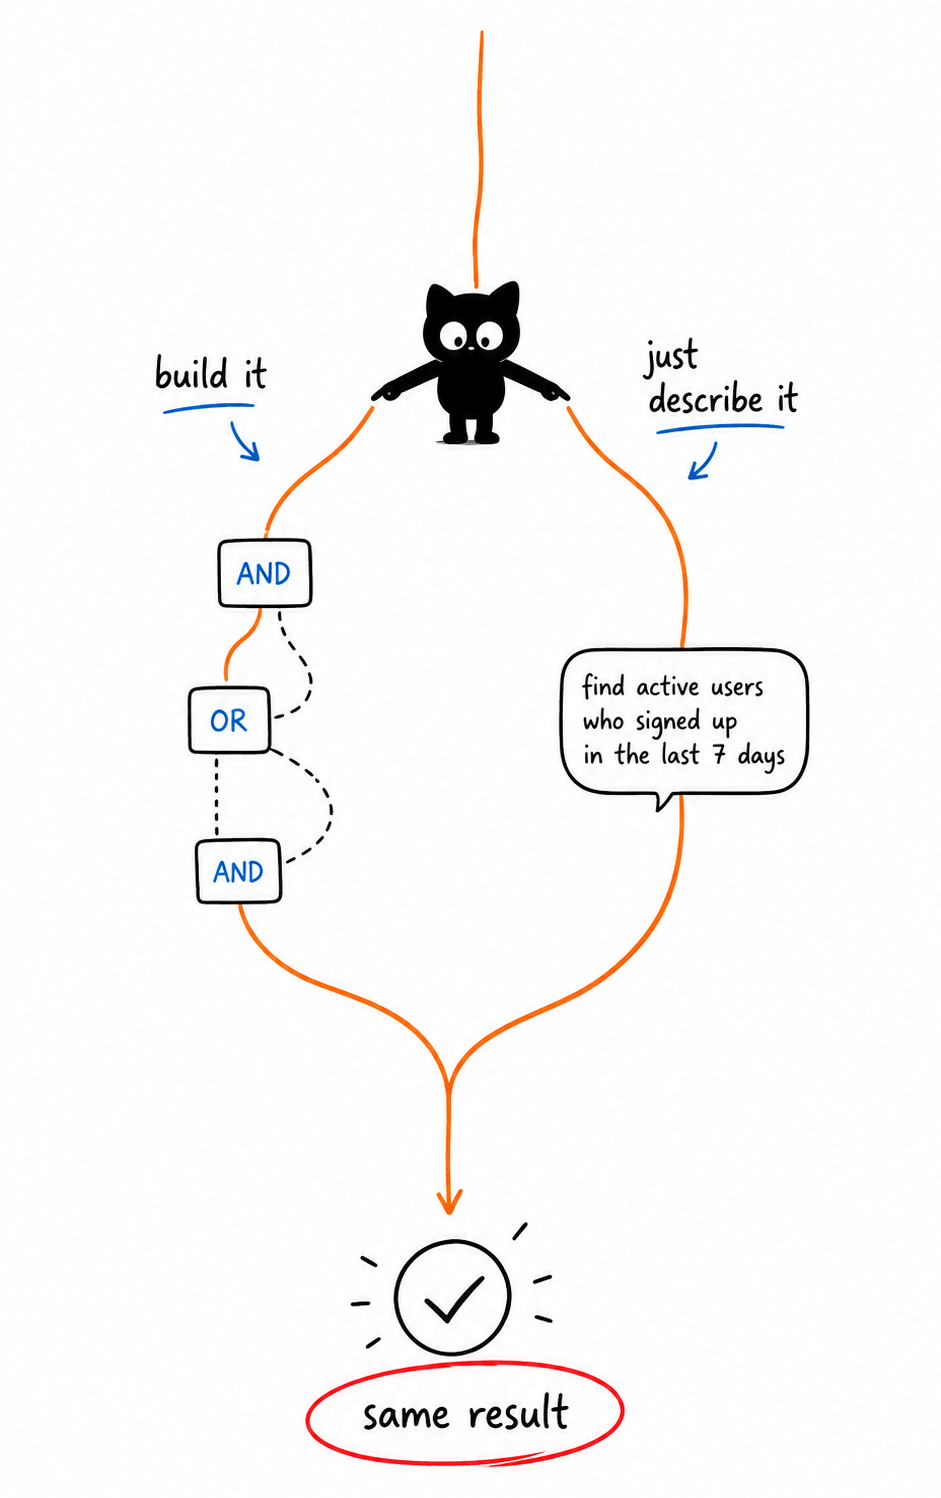 build it
just
describe it
AND
OR
AND
find active users
who signed up
in the last 7 days
same result